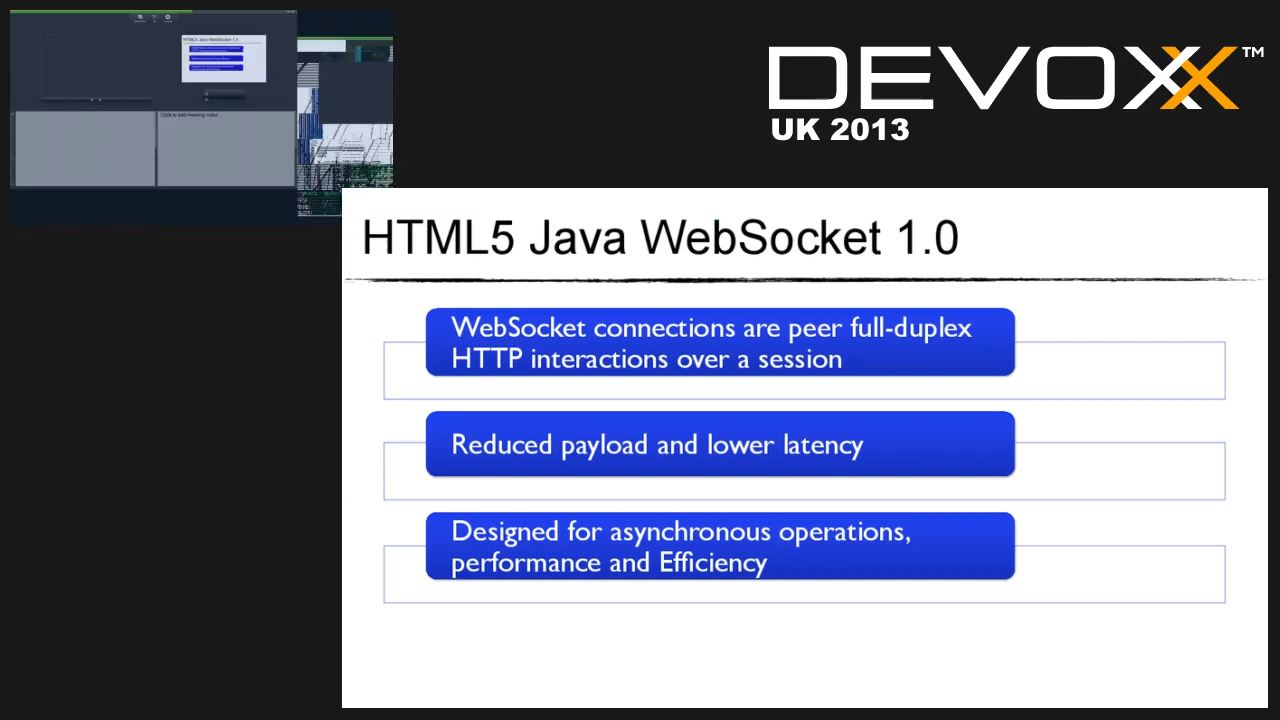 DEVOXX™
UK 2013
HTML5 Java WebSocket 1.0
WebSocket connections are peer full-duplex
HTTP interactions over a session
Reduced payload and lower latency
Designed for asynchronous operations,
performance and Efficiency
HTML5 Java WebSocket 1.0
Click to add meeting notes